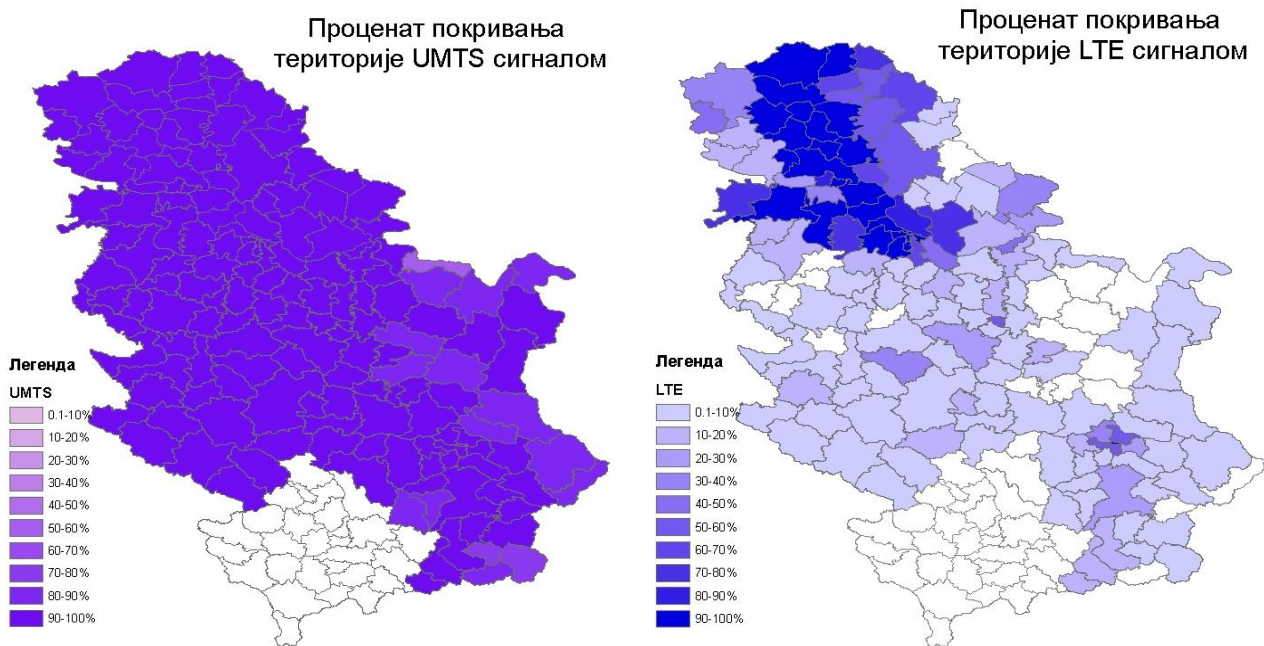 Проценат покривања
територије UMTS сигналом
Легенда
UMTS
0.1-10%
10-20%
20-30%
30-40%
40-50%
50-60%
60-70%
70-80%
80-90%
90-100%
Проценат покривања
територије LTE сигналом
Легенда
LTE
0.1-10%
10-20%
20-30%
30-40%
40-50%
50-60%
60-70%
70-80%
80-90%
90-100%